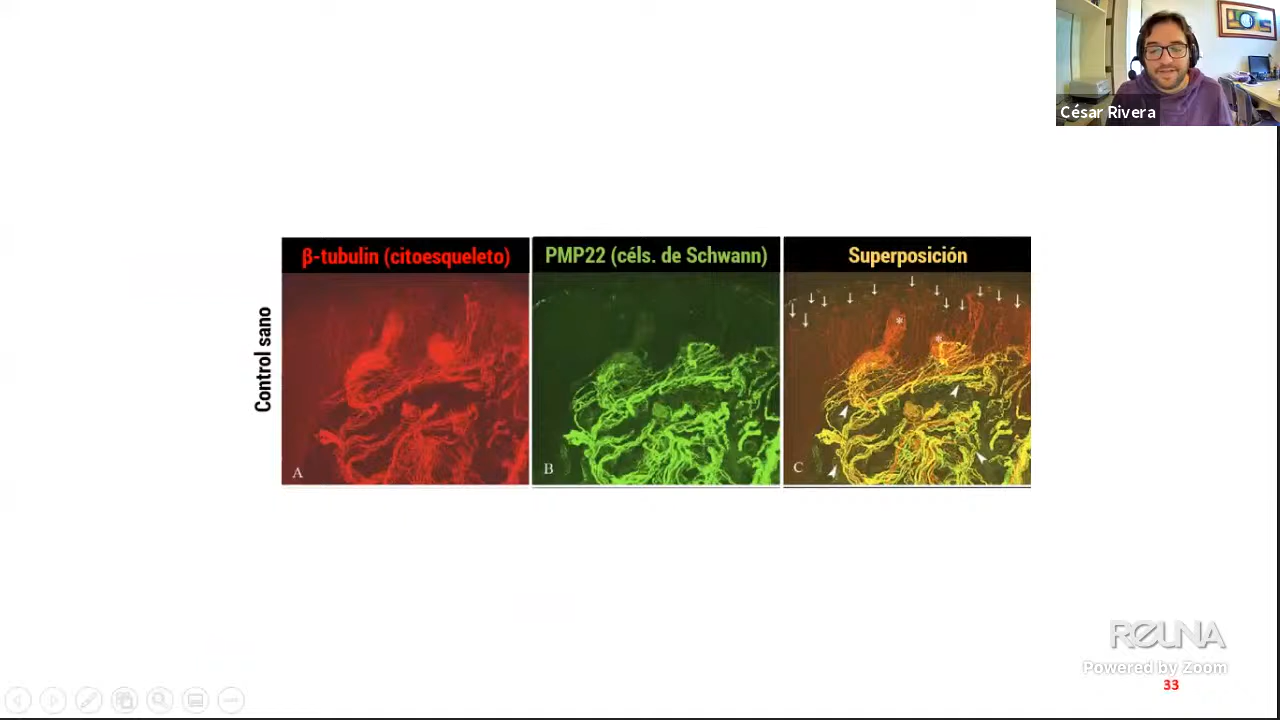 César Rivera
β-tubulin (citoesqueleto)
PMP22 (céls. de Schwann)
Superposición
Control sano
*
*
A
B
C
REUNA
Powered by Zoom
33